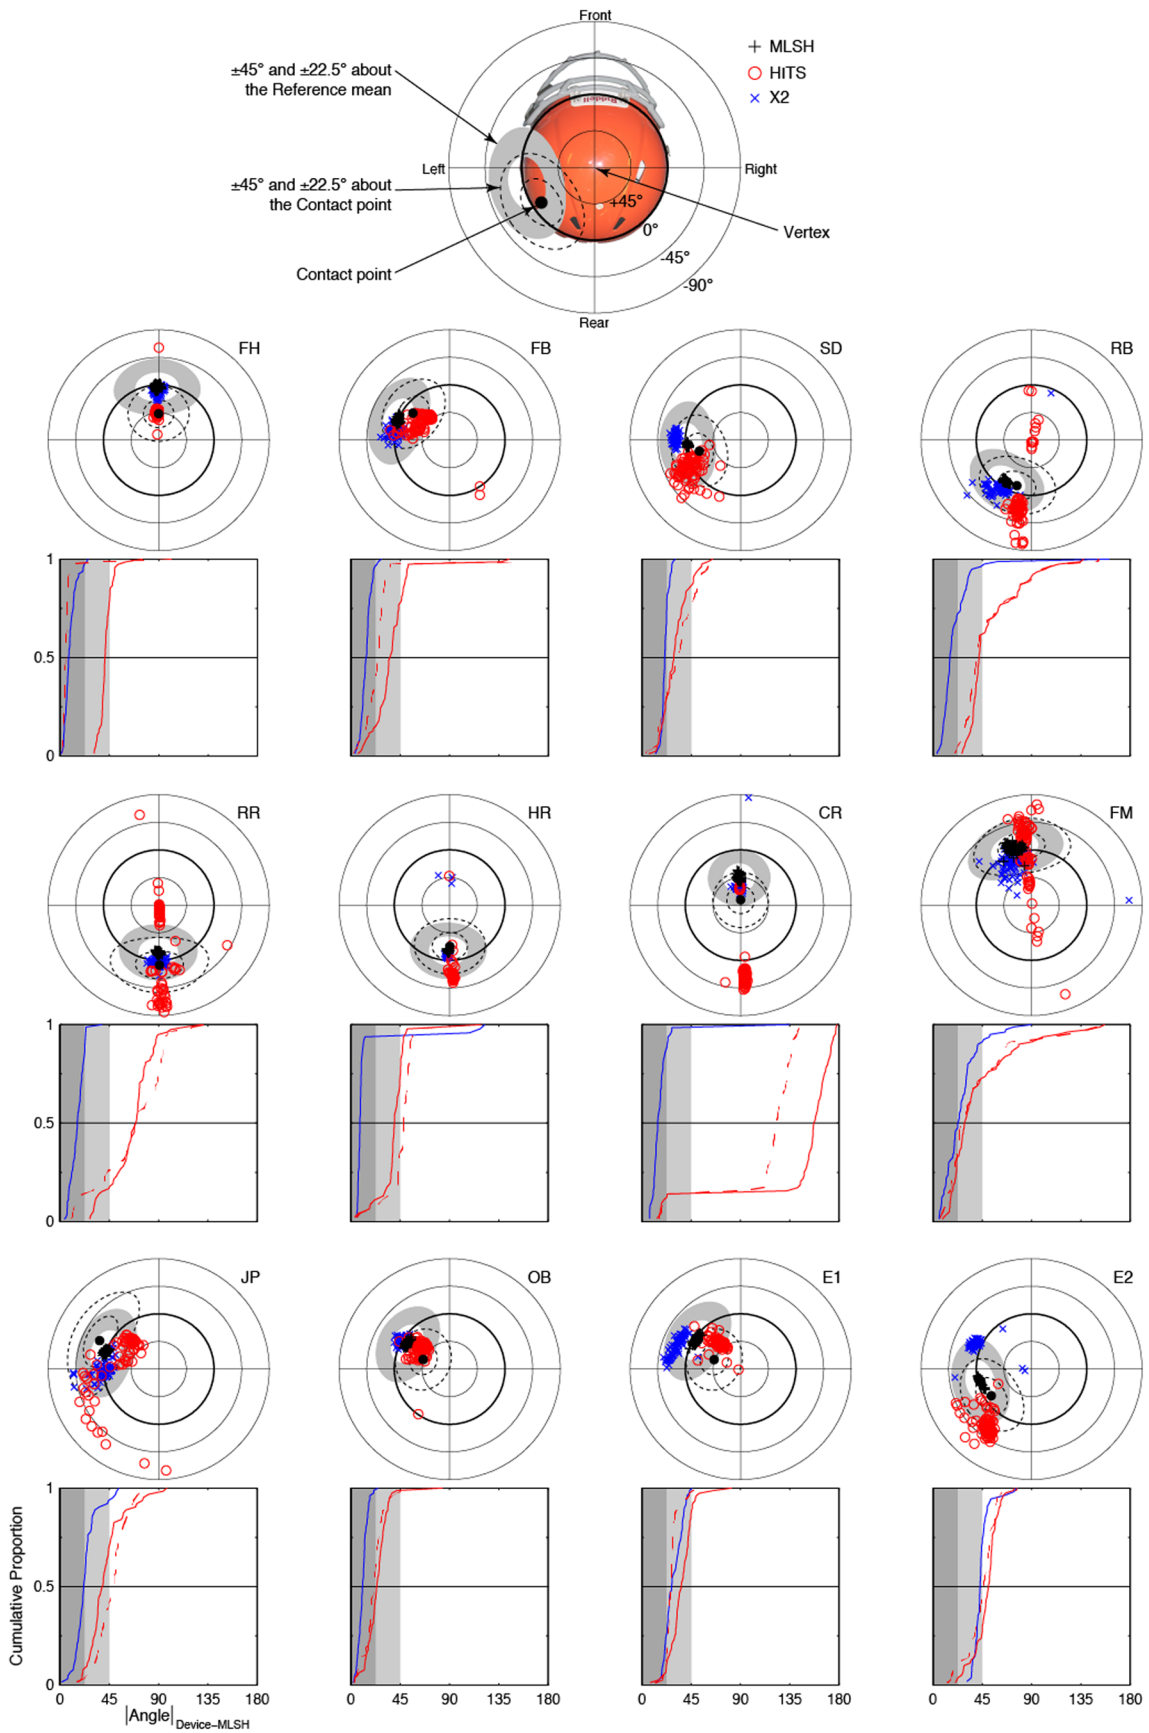 Front
+ MLSH
±45° and ±22.5° about
the Reference mean
HITS
× X2
Riddell
Left
Right
±45° and ±22.5° about
the Contact point
+45°
0°
Vertex
-45°
Contact point
-90°
Rear
FH
FB
SD
RB
1
0.5
0
RR
HR
CR
FM
1
0.5
0
JP
OB
E1
E2
1
Cumulative Proportion
0.5
0
0 45 90 135 180
0 45 90 135 180
0 45 90 135 180
0 45 90 135 180
|Angle| Device-MLSH